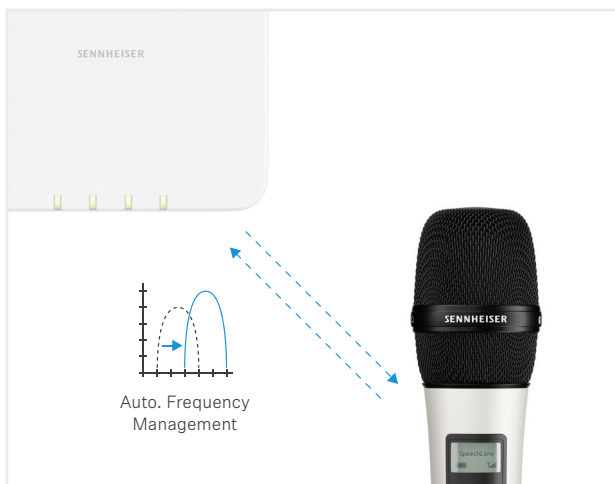 SENNHEISER
Auto. Frequency
Management
SENNHEISER
SpeechLine